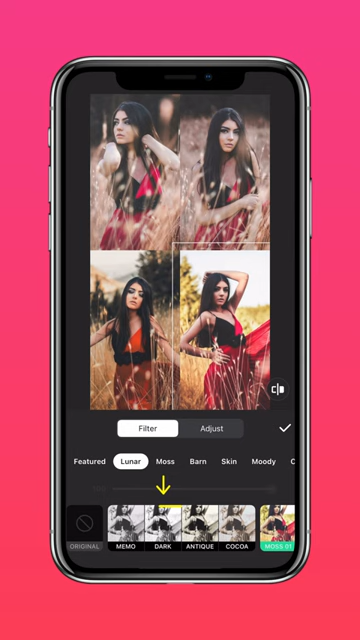 Filter Adjust
Featured Lunar Moss Barn Skin Moody
ORIGINAL MEMO DARK ANTIQUE COCOA MOSS 01